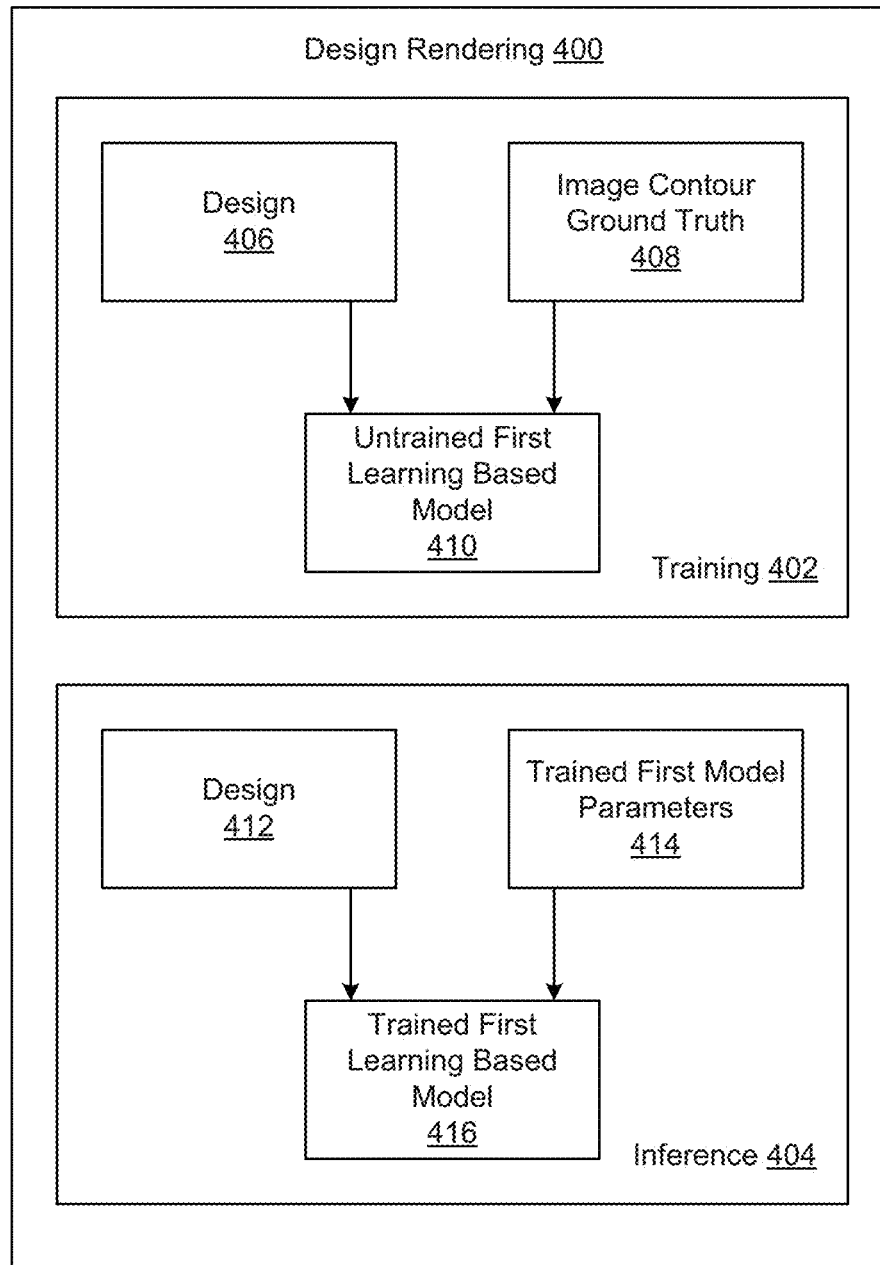 Design Rendering 400
Design
406
Image Contour
Ground Truth
408
Untrained First
Learning Based
Model
410
Training 402
Design
412
Trained First Model
Parameters
414
Trained First
Learning Based
Model
416
Inference 404